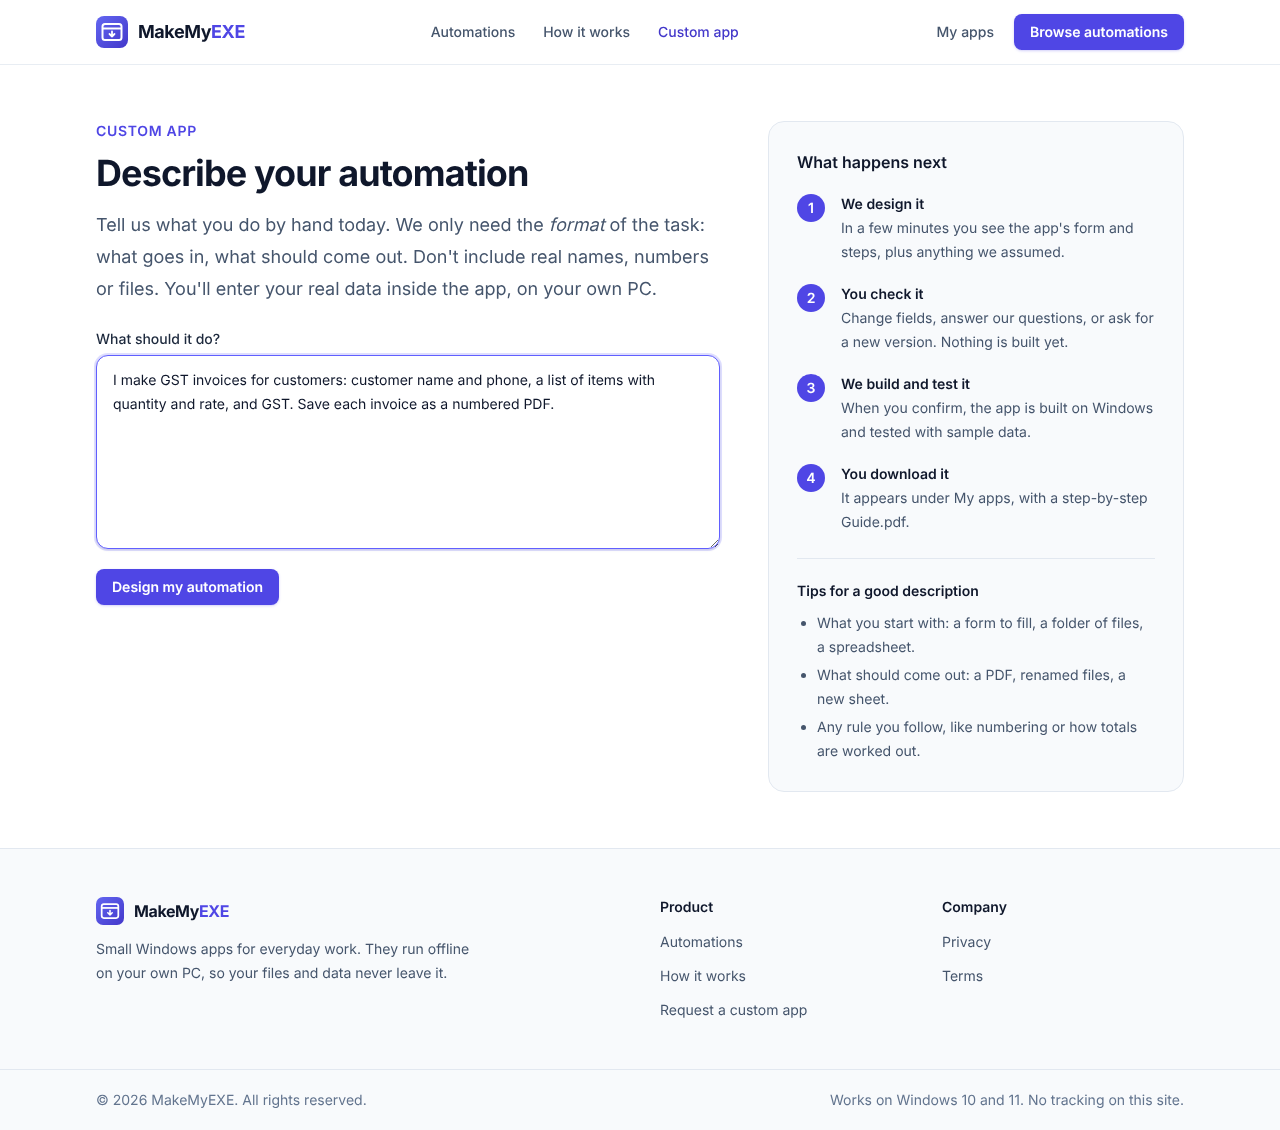 MakeMyEXE
Automations
How it works
Custom app
My apps
Browse automations
CUSTOM APP
Describe your automation
Tell us what you do by hand today. We only need the format of the task:
what goes in, what should come out. Don't include real names, numbers
or files. You'll enter your real data inside the app, on your own PC.
What should it do?
I make GST invoices for customers: customer name and phone, a list of items with
quantity and rate, and GST. Save each invoice as a numbered PDF.
Design my automation
What happens next
1
We design it
In a few minutes you see the app's form and
steps, plus anything we assumed.
2
You check it
Change fields, answer our questions, or ask for
a new version. Nothing is built yet.
3
We build and test it
When you confirm, the app is built on Windows
and tested with sample data.
4
You download it
It appears under My apps, with a step-by-step
Guide.pdf.
Tips for a good description
• What you start with: a form to fill, a folder of files,
a spreadsheet.
• What should come out: a PDF, renamed files, a
new sheet.
• Any rule you follow, like numbering or how totals
are worked out.
MakeMyEXE
Small Windows apps for everyday work. They run offline
on your own PC, so your files and data never leave it.
Product
Automations
How it works
Request a custom app
Company
Privacy
Terms
© 2026 MakeMyEXE. All rights reserved.
Works on Windows 10 and 11. No tracking on this site.